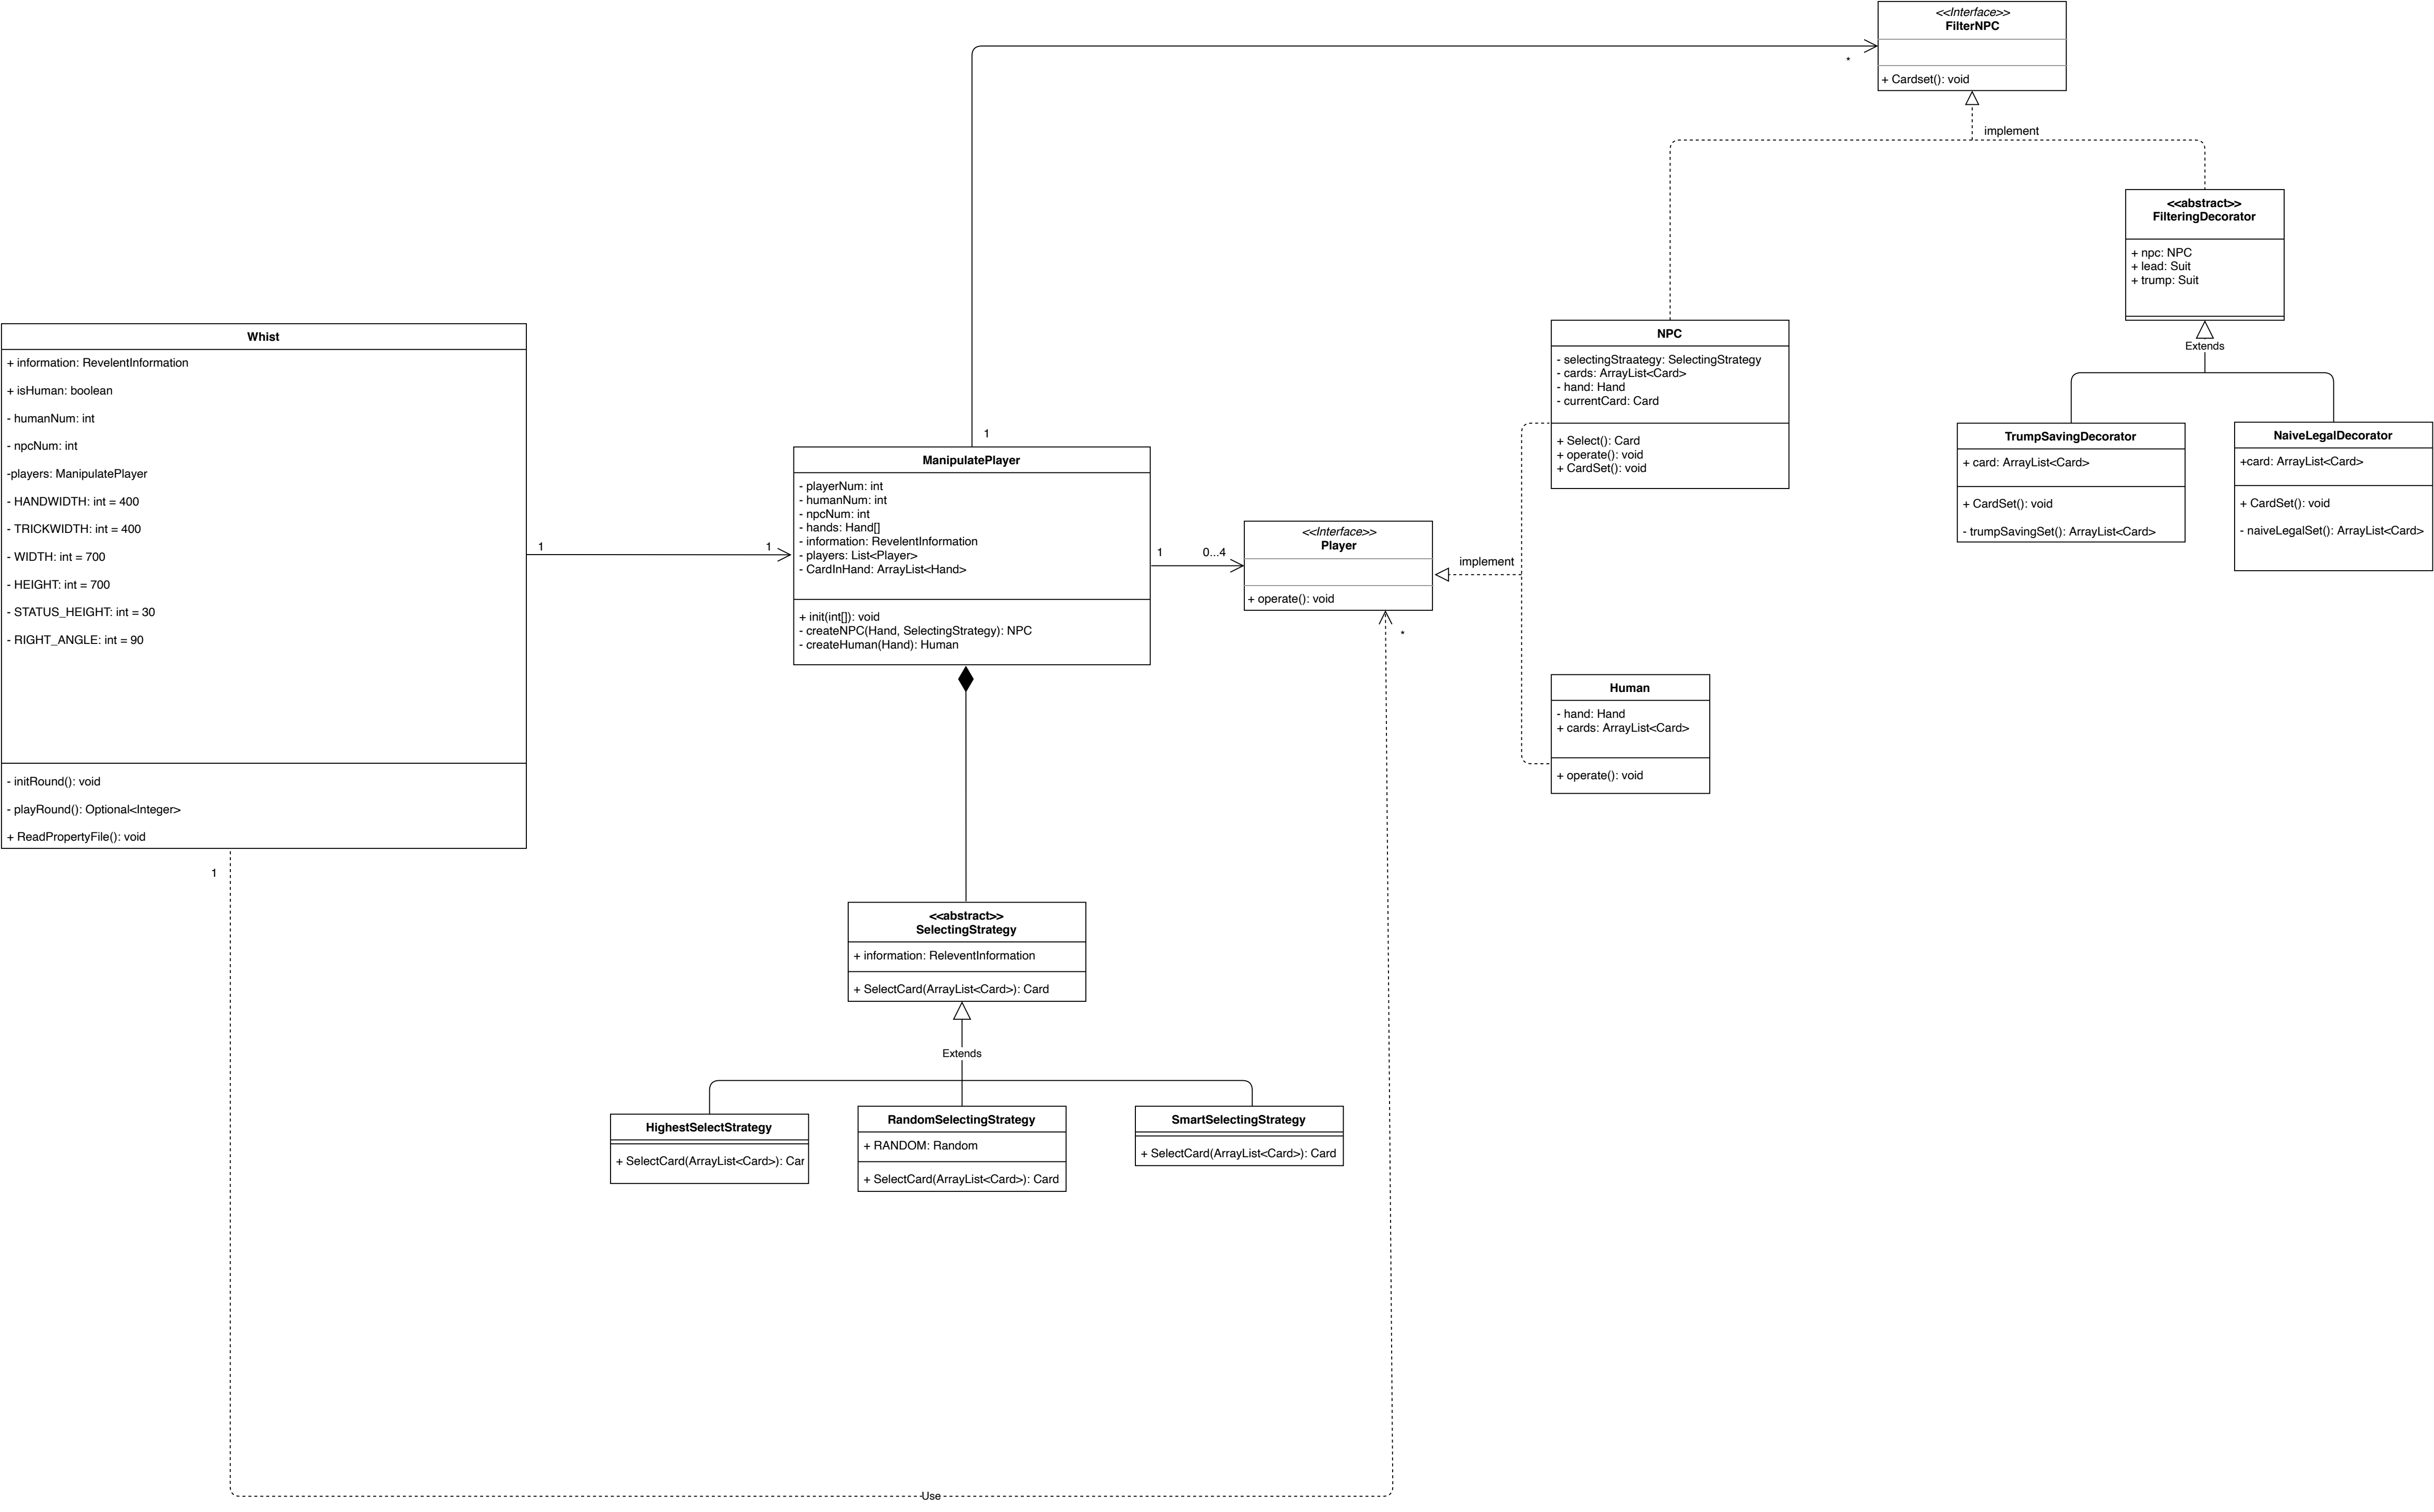 <<Interface>>
FilterNPC
+ Cardset(): void
*
implement
<<abstract>>
FilteringDecorator
+ npc: NPC
+ lead: Suit
+ trump: Suit
Extends
TrumpSavingDecorator
+ card: ArrayList<Card>
+ CardSet(): void
- trumpSavingSet(): ArrayList<Card>
NaiveLegalDecorator
+card: ArrayList<Card>
+ CardSet(): void
- naiveLegalSet(): ArrayList<Card>
NPC
- selectingStraategy: SelectingStrategy
- cards: ArrayList<Card>
- hand: Hand
- currentCard: Card
+ Select(): Card
+ operate(): void
+ CardSet(): void
Whist
+ information: RevelentInformation
+ isHuman: boolean
- humanNum: int
- npcNum: int
-players: ManipulatePlayer
- HANDWIDTH: int = 400
- TRICKWIDTH: int = 400
- WIDTH: int = 700
- HEIGHT: int = 700
- STATUS_HEIGHT: int = 30
- RIGHT_ANGLE: int = 90
- initRound(): void
- playRound(): Optional<Integer>
+ ReadPropertyFile(): void
1
1
1
1
ManipulatePlayer
- playerNum: int
- humanNum: int
- npcNum: int
- hands: Hand[]
- information: RevelentInformation
- players: List<Player>
- CardInHand: ArrayList<Hand>
+ init(int[]): void
- createNPC(Hand, SelectingStrategy): NPC
- createHuman(Hand): Human
1
0...4
<<Interface>>
Player
+ operate(): void
*
implement
Human
- hand: Hand
+ cards: ArrayList<Card>
+ operate(): void
<<abstract>>
SelectingStrategy
+ information: ReleventInformation
+ SelectCard(ArrayList<Card>): Card
Extends
HighestSelectStrategy
+ SelectCard(ArrayList<Card>): Car
RandomSelectingStrategy
+ RANDOM: Random
+ SelectCard(ArrayList<Card>): Card
SmartSelectingStrategy
+ SelectCard(ArrayList<Card>): Card
Use